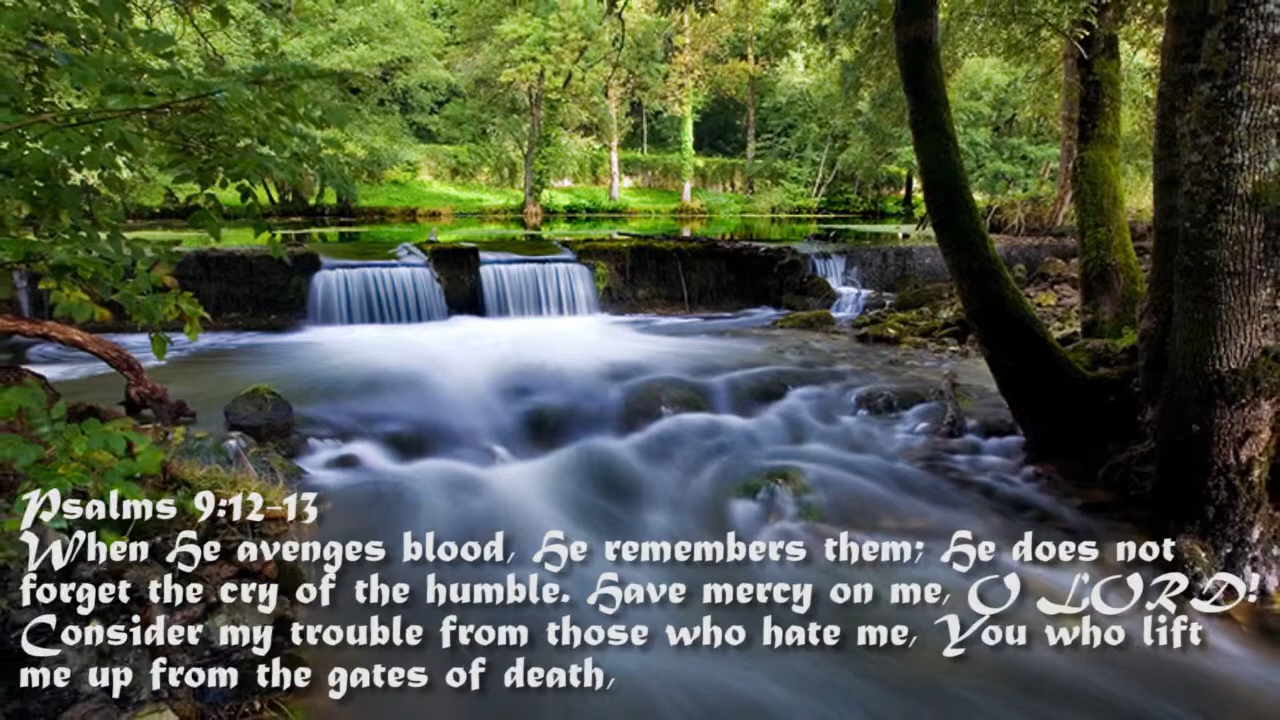 Psalms 9:12-13
When He avenges blood, He remembers them; He does not
forget the cry of the humble. Have mercy on me, O LORD!
Consider my trouble from those who hate me, You who lift
me up from the gates of death,